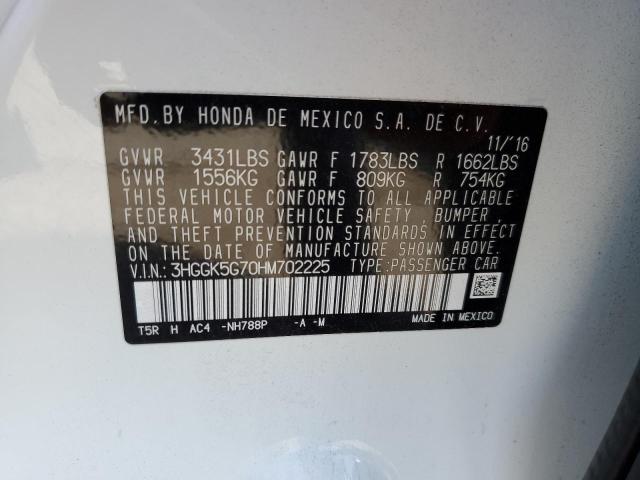 MFD. BY HONDA DE MEXICO S.A. DE C.V.
11/'16
GVWR 3431LBS GAWR F 1783LBS R 1662LBS
GVWR 1556KG GAWR F 809KG R 754KG
THIS VEHICLE CONFORMS TO ALL APPLICABLE
FEDERAL MOTOR VEHICLE SAFETY, BUMPER,
AND THEFT PREVENTION STANDARDS IN EFFECT
ON THE DATE OF MANUFACTURE SHOWN ABOVE.
V.I.N.: 3HGGK5G70HM702225 TYPE: PASSENGER CAR
T5R H AC4 -NH788P -A -M
MADE IN MEXICO